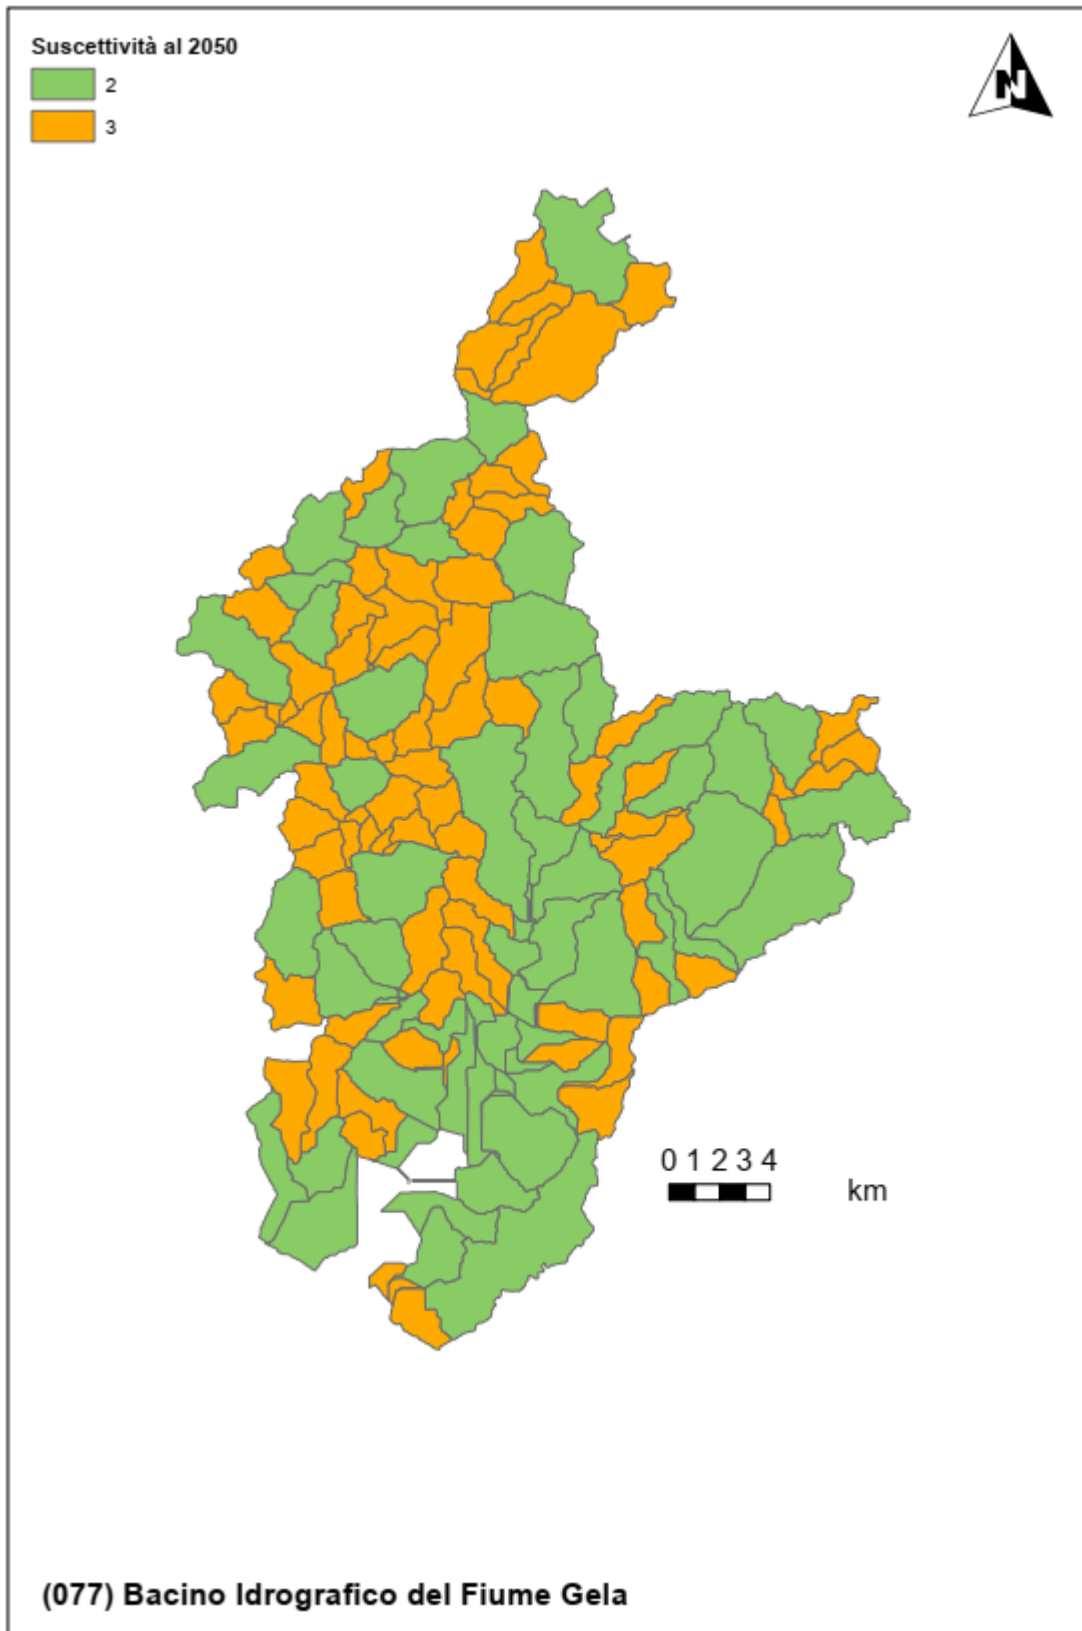 Suscettività al 2050
2
3
N
0 1 2 3 4
km
(077) Bacino Idrografico del Fiume Gela